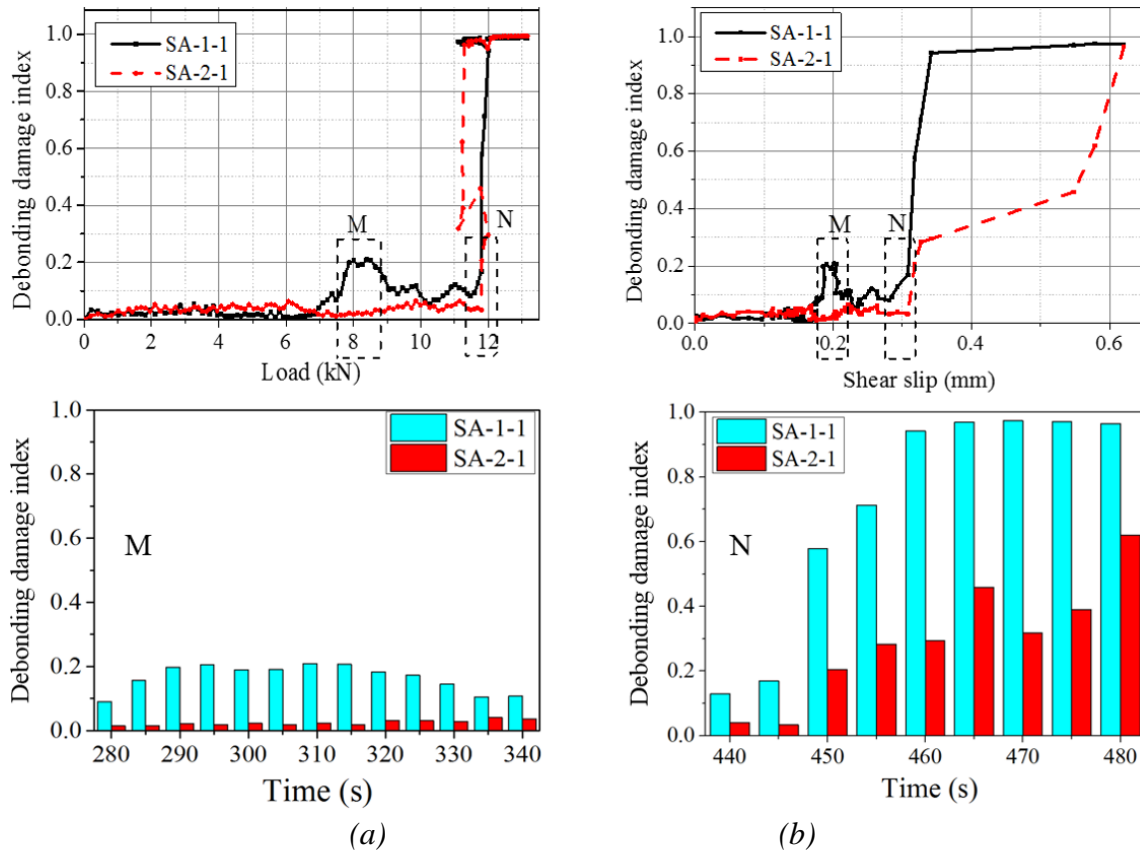 SA-1-1
SA-2-1
M
N
Debonding damage index
1.0
0.8
0.6
0.4
0.2
0.0
0 2 4 6 8 10 12
Load (kN)
SA-1-1
SA-2-1
M
N
Debonding damage index
1.0
0.8
0.6
0.4
0.2
0.0
0.0 0.2 0.4 0.6
Shear slip (mm)
SA-1-1
SA-2-1
M
Debonding damage index
1.0
0.8
0.6
0.4
0.2
0.0
280 290 300 310 320 330 340
Time (s)
(a)
SA-1-1
SA-2-1
N
Debonding damage index
1.0
0.8
0.6
0.4
0.2
0.0
440 450 460 470 480
Time (s)
(b)